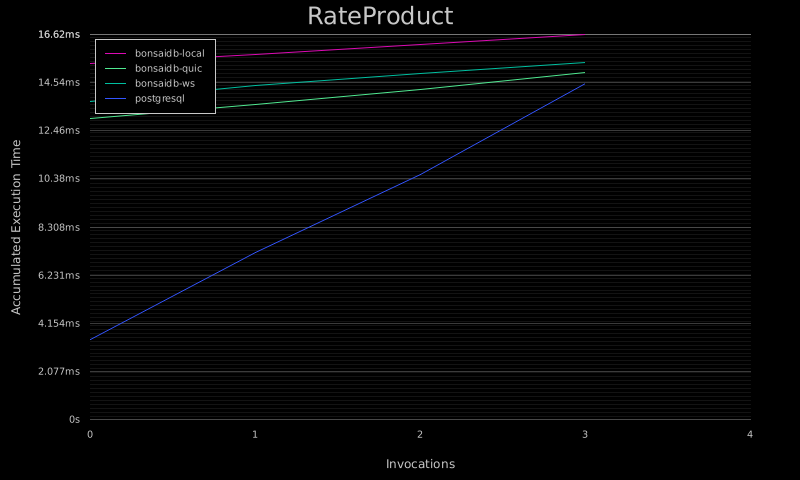 RateProduct
16.62ms
14.54ms
12.46ms
10.38ms
8.308ms
6.231ms
4.154ms
2.077ms
0s
bonsaidb-local
bonsaidb-quic
bonsaidb-ws
postgresql
Accumulated Execution Time
0 1 2 3 4
Invocations